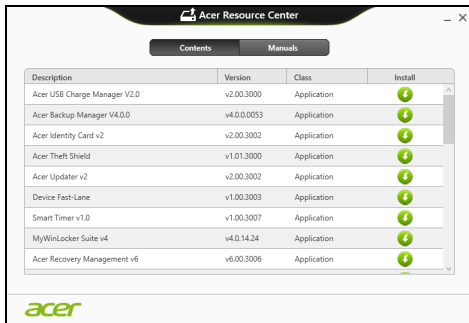 Acer Resource Center
Contents Manuals
Description Version Class Install
Acer USB Charge Manager V2.0 v2.00.3000 Application
Acer Backup Manager V4.0.0 v4.0.0.0053 Application
Acer Identity Card v2 v2.00.3002 Application
Acer Theft Shield v1.01.3000 Application
Acer Updater v2 v2.00.3002 Application
Device Fast-Lane v1.00.3003 Application
Smart Timer v1.0 v1.00.3007 Application
MyWinLocker Suite v4 v4.0.14.24 Application
Acer Recovery Management v6 v6.00.3006 Application
acer